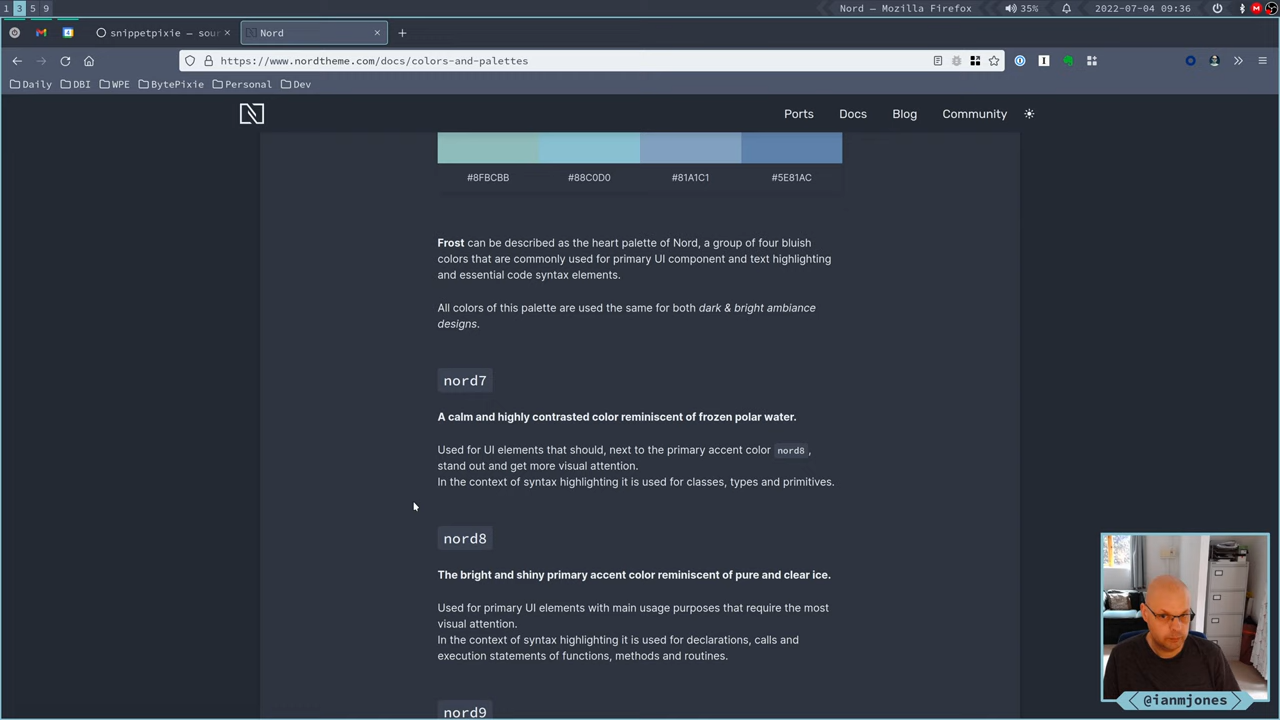 1 3 5 9
Nord — Mozilla Firefox
35%
2022-07-04 09:36
snippetpixie — sour
Nord
https://www.nordtheme.com/docs/colors-and-palettes
Daily
DBI
WPE
BytePixie
Personal
Dev
Ports
Docs
Blog
Community
#8FBCBB
#88C0D0
#81A1C1
#5E81AC
Frost can be described as the heart palette of Nord, a group of four bluish
colors that are commonly used for primary UI component and text highlighting
and essential code syntax elements.
All colors of this palette are used the same for both dark & bright ambiance
designs.
nord7
A calm and highly contrasted color reminiscent of frozen polar water.
Used for UI elements that should, next to the primary accent color nord8,
stand out and get more visual attention.
In the context of syntax highlighting it is used for classes, types and primitives.
nord8
The bright and shiny primary accent color reminiscent of pure and clear ice.
Used for primary UI elements with main usage purposes that require the most
visual attention.
In the context of syntax highlighting it is used for declarations, calls and
execution statements of functions, methods and routines.
nord9
@ianmjones